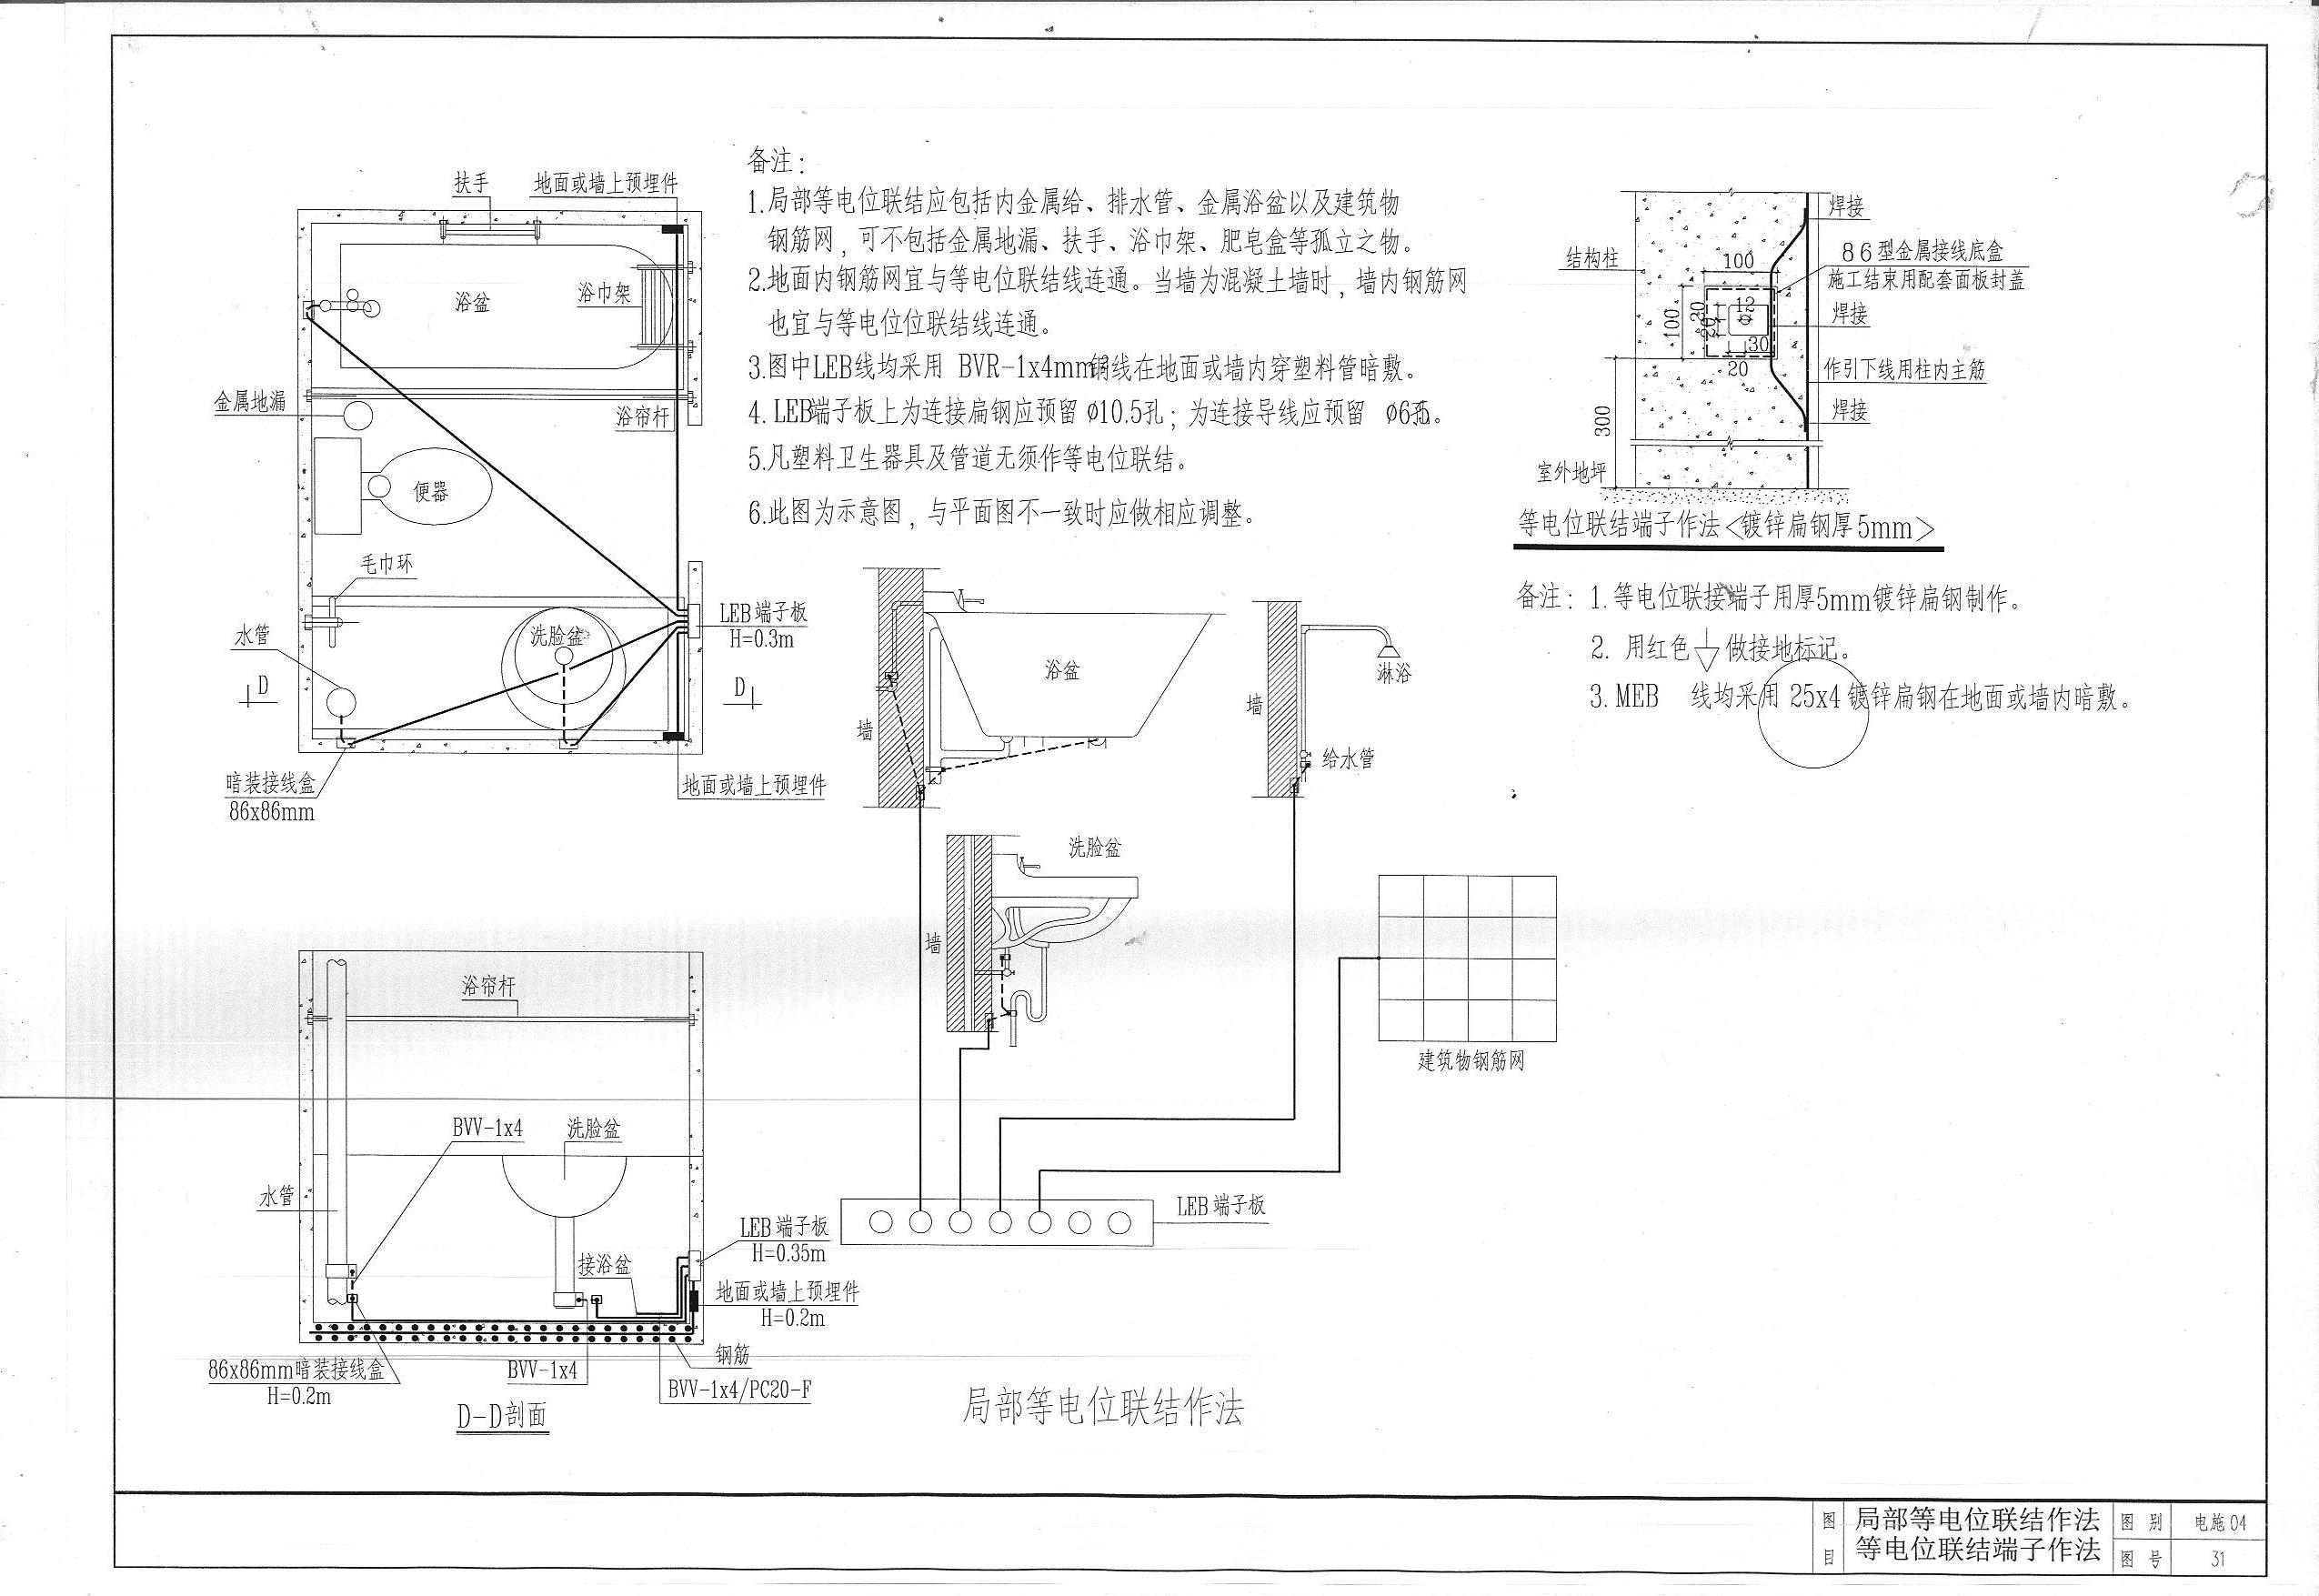 扶手
地面或墙上预埋件
浴盆
浴巾架
金属地漏
浴帘杆
便器
毛巾环
水管
洗脸盆
LEB端子板
H=0.3m
D
D
暗装接线盒
86x86mm
地面或墙上预埋件
备注:
1.局部等电位联结应包括内金属给、排水管、金属浴盆以及建筑物
钢筋网,可不包括金属地漏、扶手、浴巾架、肥皂盒等孤立之物。
2.地面内钢筋网宜与等电位联结线连通。当墙为混凝土墙时,墙内钢筋网
也宜与等电位位联结线连通。
3.图中LEB线均采用 BVR-1x4mm 铜线在地面或墙内穿塑料管暗敷。
4.LEB端子板上为连接扁钢应预留ø10.5孔;为连接导线应预留 ø6孔。
5.凡塑料卫生器具及管道无须作等电位联结。
6.此图为示意图,与平面图不一致时应做相应调整。
焊接
结构柱
86型金属接线底盒
施工结束用配套面板封盖
100
100
12
ф
30
20
焊接
作引下线用柱内主筋
焊接
300
室外地坪
等电位联结端子作法<镀锌扁钢厚5mm>
备注: 1.等电位联接端子用厚5mm镀锌扁钢制作。
2. 用红色 做接地标记。
3.MEB 线均采用 25x4 镀锌扁钢在地面或墙内暗敷。
浴盆
墙
墙
淋浴
给水管
洗脸盆
墙
建筑物钢筋网
LEB端子板
浴帘杆
BVV-1x4
洗脸盆
水管
LEB端子板
H=0.35m
接浴盆
地面或墙上预埋件
H=0.2m
钢筋
86x86mm暗装接线盒
H=0.2m
BVV-1x4
BVV-1x4/PC20-F
D-D剖面
局部等电位联结作法
图目
局部等电位联结作法
等电位联结端子作法
图别
电施04
图号
31